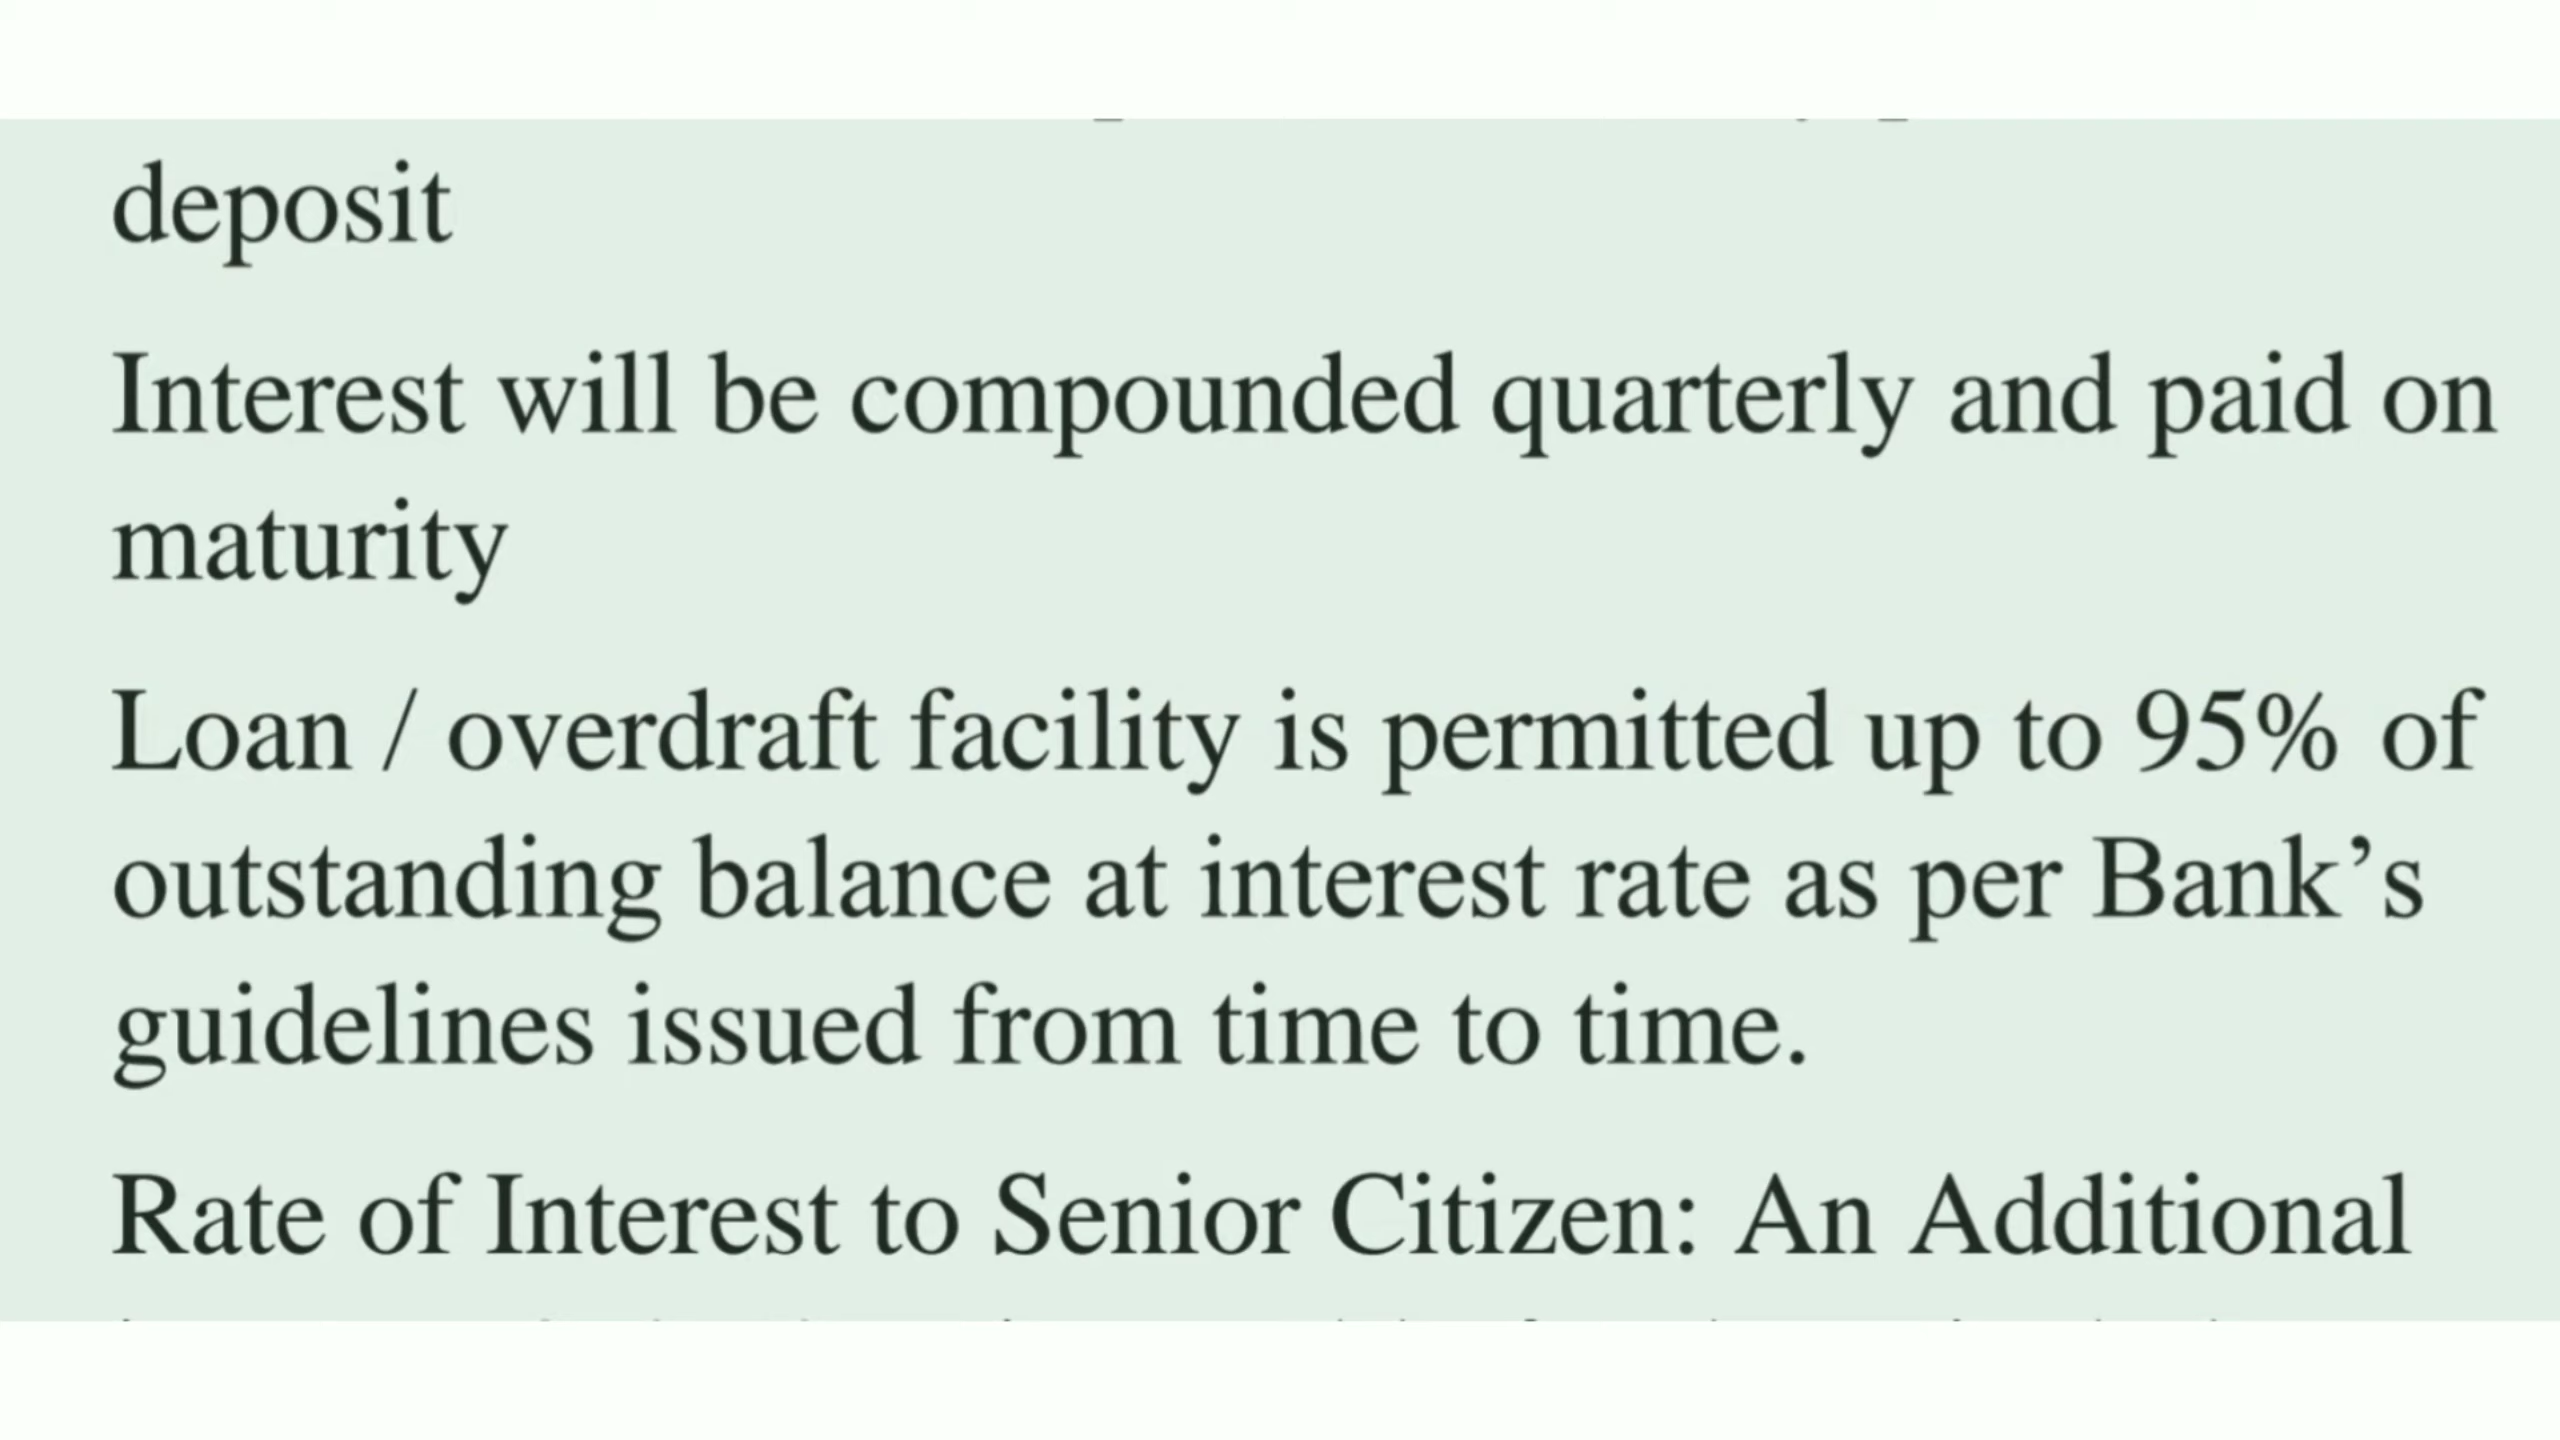 deposit
Interest will be compounded quarterly and paid on
maturity
Loan / overdraft facility is permitted up to 95% of
outstanding balance at interest rate as per Bank’s
guidelines issued from time to time.
Rate of Interest to Senior Citizen: An Additional